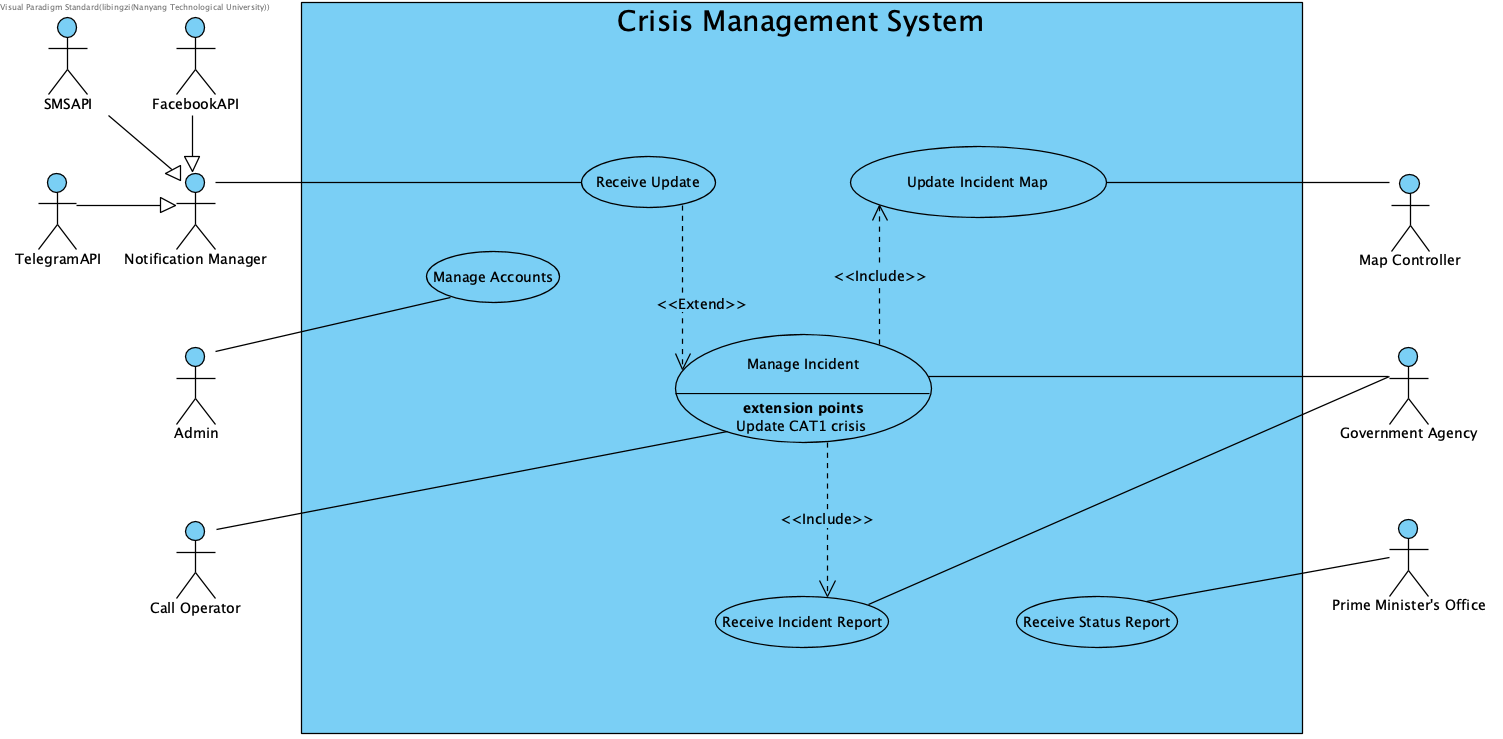 Visual Paradigm Standard(libingzi(Nanyang Technological University))
Crisis Management System
SMSAPI
FacebookAPI
Receive Update
Update Incident Map
TelegramAPI
Notification Manager
Map Controller
Manage Accounts
<<Include>>
<<Extend>>
Manage Incident
extension points
Update CAT1 crisis
Admin
Government Agency
<<Include>>
Call Operator
Prime Minister's Office
Receive Incident Report
Receive Status Report